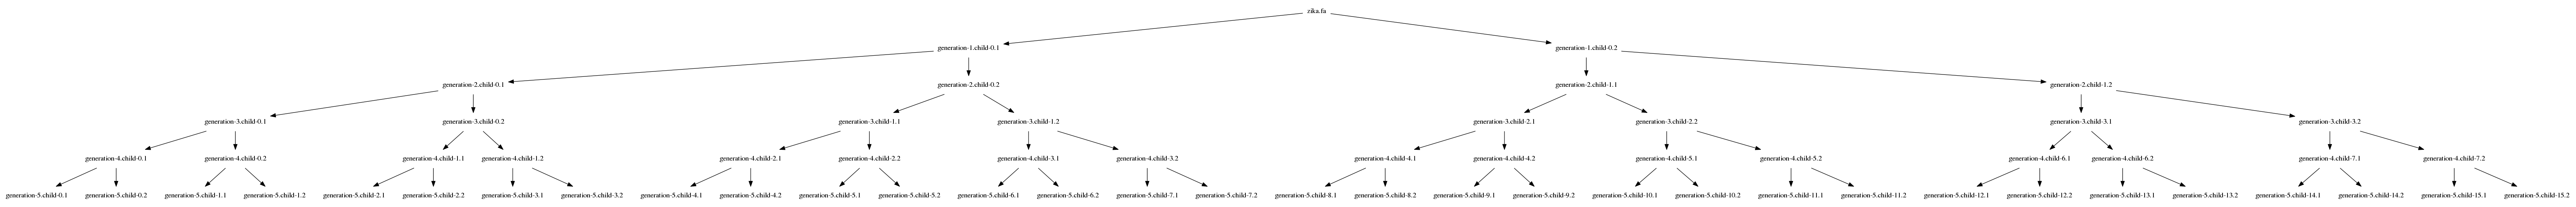 zika.fa
generation-1.child-0.1 generation-1.child-0.2
generation-2.child-0.1 generation-2.child-0.2 generation-2.child-1.1 generation-2.child-1.2
generation-3.child-0.1 generation-3.child-0.2 generation-3.child-1.1 generation-3.child-1.2 generation-3.child-2.1 generation-3.child-2.2 generation-3.child-3.1 generation-3.child-3.2
generation-4.child-0.1 generation-4.child-0.2 generation-4.child-1.1 generation-4.child-1.2 generation-4.child-2.1 generation-4.child-2.2 generation-4.child-3.1 generation-4.child-3.2 generation-4.child-4.1 generation-4.child-4.2 generation-4.child-5.1 generation-4.child-5.2 generation-4.child-6.1 generation-4.child-6.2 generation-4.child-7.1 generation-4.child-7.2
generation-5.child-0.1 generation-5.child-0.2 generation-5.child-1.1 generation-5.child-1.2 generation-5.child-2.1 generation-5.child-2.2 generation-5.child-3.1 generation-5.child-3.2 generation-5.child-4.1 generation-5.child-4.2 generation-5.child-5.1 generation-5.child-5.2 generation-5.child-6.1 generation-5.child-6.2 generation-5.child-7.1 generation-5.child-7.2 generation-5.child-8.1 generation-5.child-8.2 generation-5.child-9.1 generation-5.child-9.2 generation-5.child-10.1 generation-5.child-10.2 generation-5.child-11.1 generation-5.child-11.2 generation-5.child-12.1 generation-5.child-12.2 generation-5.child-13.1 generation-5.child-13.2 generation-5.child-14.1 generation-5.child-14.2 generation-5.child-15.1 generation-5.child-15.2